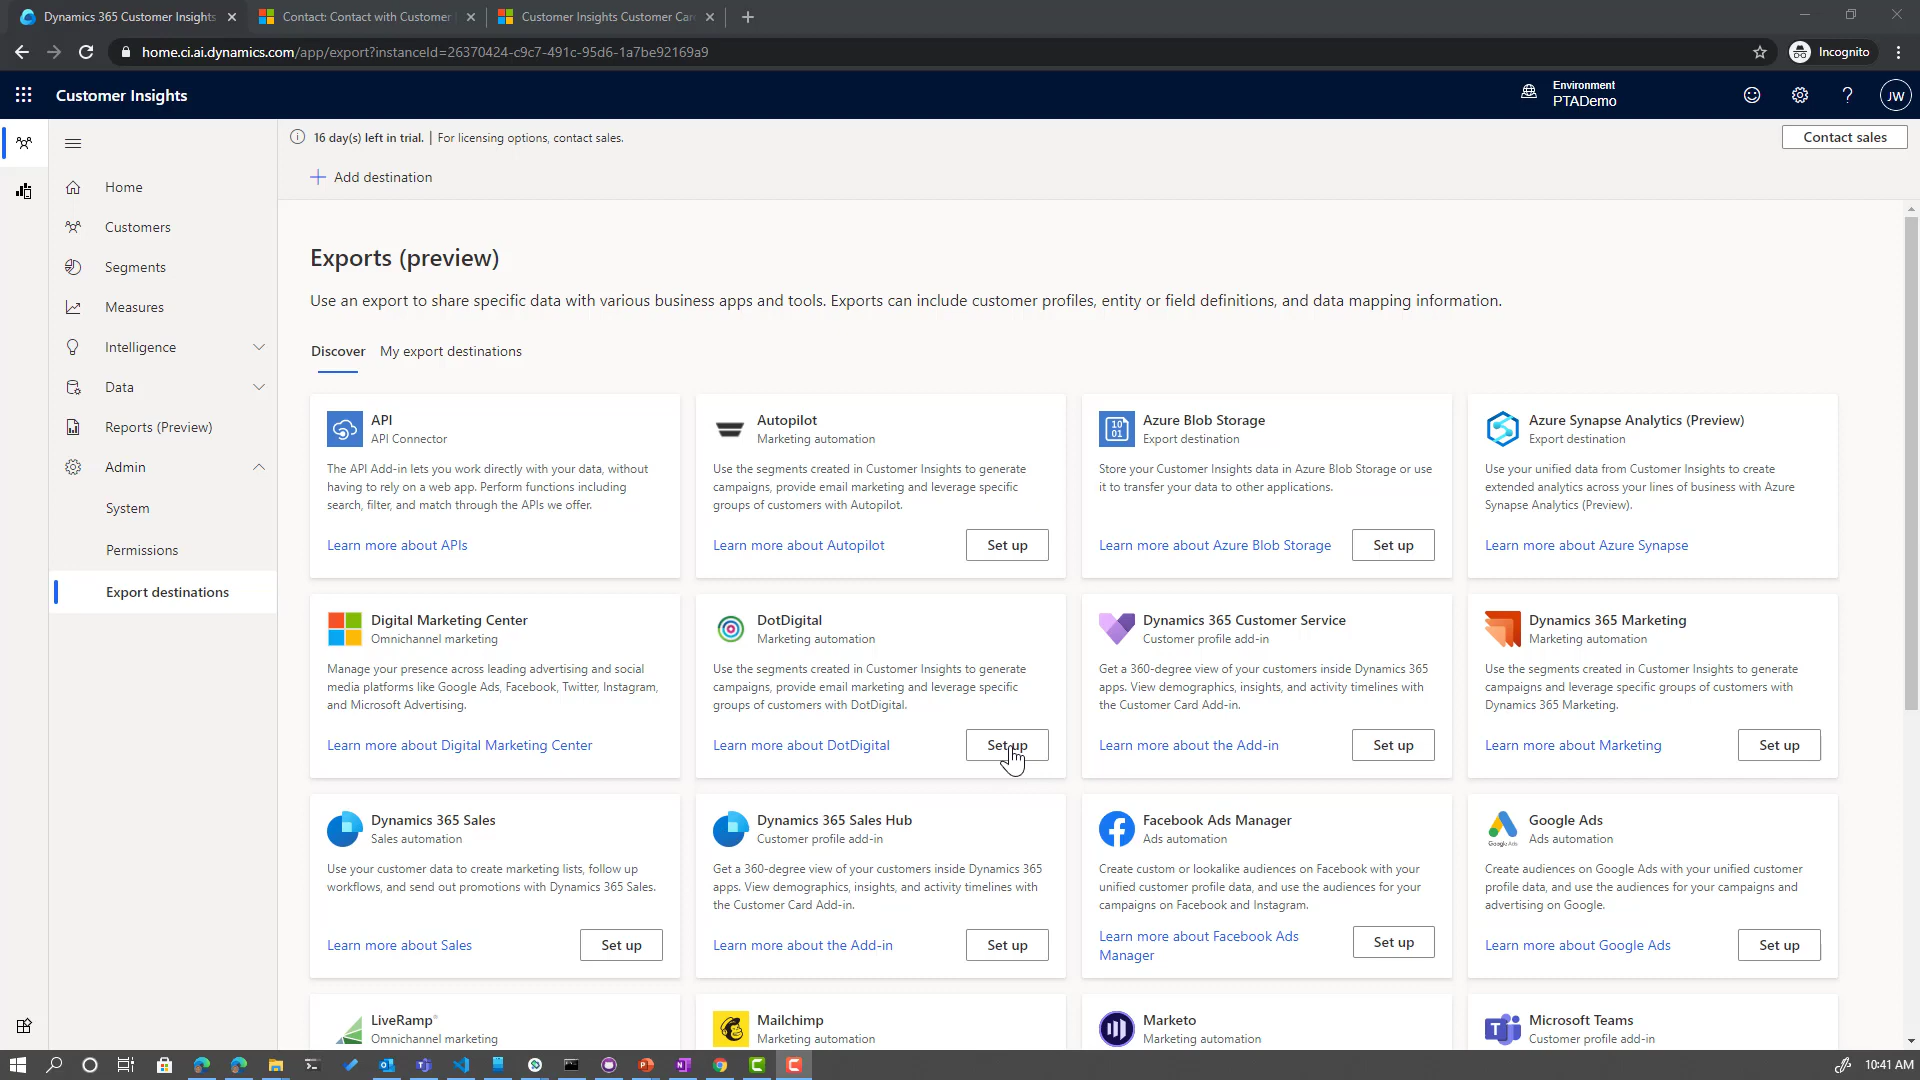 Dynamics 365 Customer Insights
Contact: Contact with Customer
Customer Insights Customer Car
home.ci.ai.dynamics.com/app/export?instanceId=26370424-c9c7-491c-95d6-1a7be92169a9
Incognito
Customer Insights
Environment
PTADemo
JW
16 day(s) left in trial. | For licensing options, contact sales.
Contact sales
Add destination
Home
Customers
Segments
Measures
Intelligence
Data
Reports (Preview)
Admin
System
Permissions
Export destinations
Exports (preview)
Use an export to share specific data with various business apps and tools. Exports can include customer profiles, entity or field definitions, and data mapping information.
Discover
My export destinations
API
API Connector
The API Add-in lets you work directly with your data, without
having to rely on a web app. Perform functions including
search, filter, and match through the APIs we offer.
Learn more about APIs
Autopilot
Marketing automation
Use the segments created in Customer Insights to generate
campaigns, provide email marketing and leverage specific
groups of customers with Autopilot.
Learn more about Autopilot
Set up
Azure Blob Storage
Export destination
Store your Customer Insights data in Azure Blob Storage or use
it to transfer your data to other applications.
Learn more about Azure Blob Storage
Set up
Azure Synapse Analytics (Preview)
Export destination
Use your unified data from Customer Insights to create
extended analytics across your lines of business with Azure
Synapse Analytics (Preview).
Learn more about Azure Synapse
Digital Marketing Center
Omnichannel marketing
Manage your presence across leading advertising and social
media platforms like Google Ads, Facebook, Twitter, Instagram,
and Microsoft Advertising.
Learn more about Digital Marketing Center
DotDigital
Marketing automation
Use the segments created in Customer Insights to generate
campaigns, provide email marketing and leverage specific
groups of customers with DotDigital.
Learn more about DotDigital
Set up
Dynamics 365 Customer Service
Customer profile add-in
Get a 360-degree view of your customers inside Dynamics 365
apps. View demographics, insights, and activity timelines with
the Customer Card Add-in.
Learn more about the Add-in
Set up
Dynamics 365 Marketing
Marketing automation
Use the segments created in Customer Insights to generate
campaigns and leverage specific groups of customers with
Dynamics 365 Marketing.
Learn more about Marketing
Set up
Dynamics 365 Sales
Sales automation
Use your customer data to create marketing lists, follow up
workflows, and send out promotions with Dynamics 365 Sales.
Learn more about Sales
Set up
Dynamics 365 Sales Hub
Customer profile add-in
Get a 360-degree view of your customers inside Dynamics 365
apps. View demographics, insights, and activity timelines with
the Customer Card Add-in.
Learn more about the Add-in
Set up
Facebook Ads Manager
Ads automation
Create custom or lookalike audiences on Facebook with your
unified customer profile data, and use the audiences for your
campaigns on Facebook and Instagram.
Learn more about Facebook Ads
Manager
Set up
Google Ads
Google Ads
Ads automation
Create audiences on Google Ads with your unified customer
profile data, and use the audiences for your campaigns and
advertising on Google.
Learn more about Google Ads
Set up
LiveRamp®
Omnichannel marketing
Mailchimp
Marketing automation
Marketo
Marketing automation
Microsoft Teams
Customer profile add-in
10:41 AM